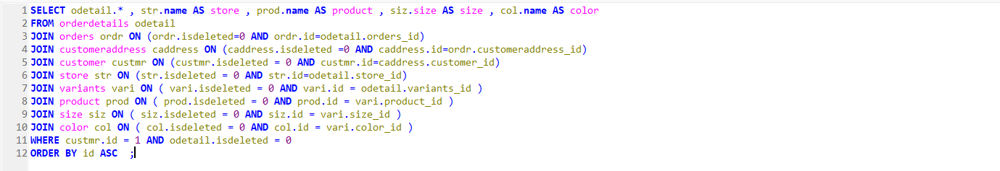 1 SELECT odetail.* , str.name AS store , prod.name AS product , siz.size AS size , col.name AS color
2 FROM orderdetails odetail
3 JOIN orders ordr ON (ordr.isdeleted=0 AND ordr.id=odetail.orders_id)
4 JOIN customeraddress caddress ON (caddress.isdeleted =0 AND caddress.id=ordr.customeraddress_id)
5 JOIN customer custmr ON (custmr.isdeleted = 0 AND custmr.id=caddress.customer_id)
6 JOIN store str ON (str.isdeleted = 0 AND str.id=odetail.store_id)
7 JOIN variants vari ON ( vari.isdeleted = 0 AND vari.id = odetail.variants_id )
8 JOIN product prod ON ( prod.isdeleted = 0 AND prod.id = vari.product_id )
9 JOIN size siz ON ( siz.isdeleted = 0 AND siz.id = vari.size_id )
10 JOIN color col ON ( col.isdeleted = 0 AND col.id = vari.color_id )
11 WHERE custmr.id = 1 AND odetail.isdeleted = 0
12 ORDER BY id ASC  ;